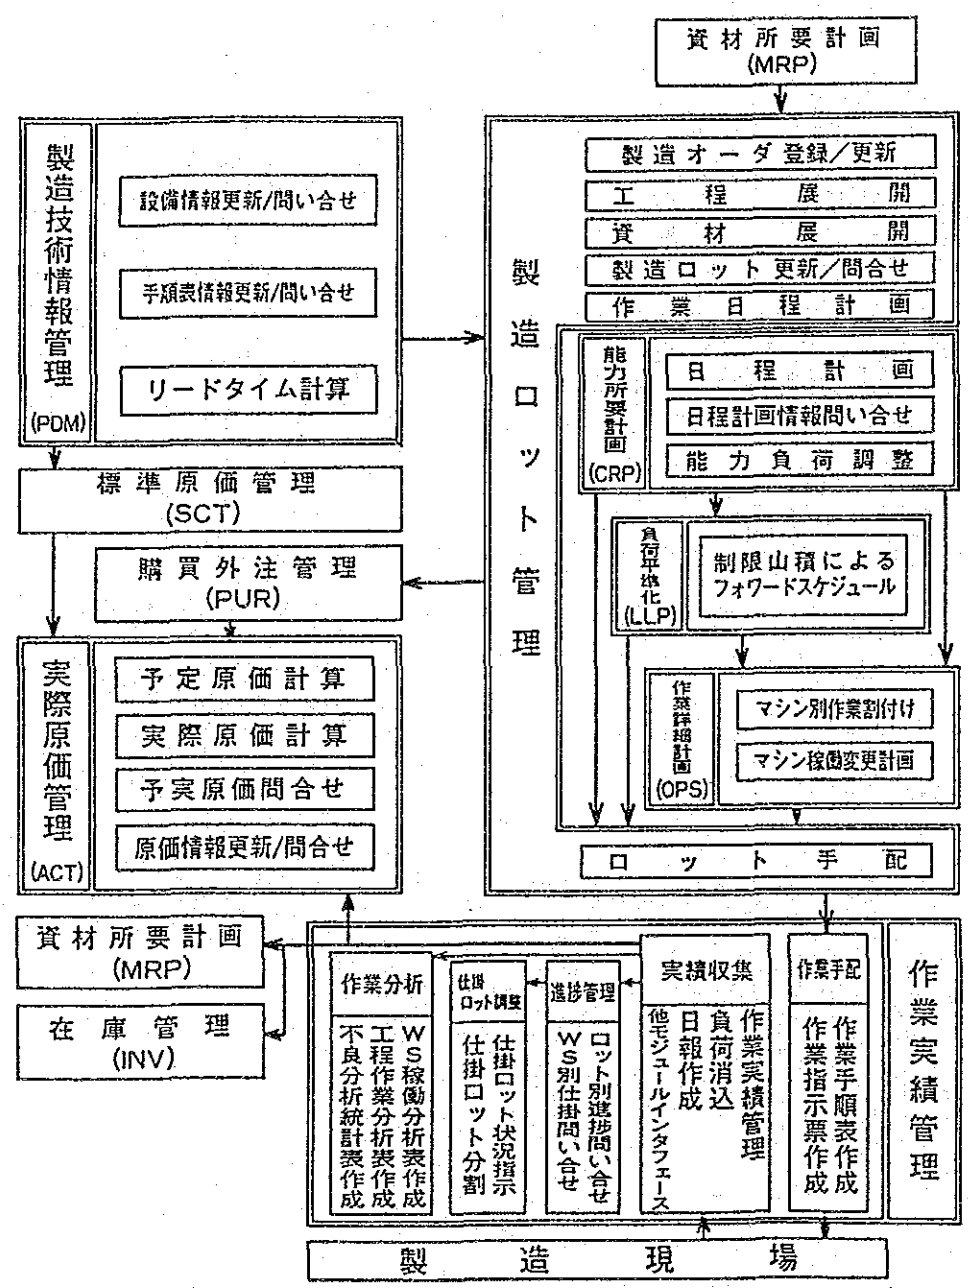 資材所要計画
(MRP)
製造技術情報管理
(PDM)
設備情報更新/問い合せ
手順表情報更新/問い合せ
リードタイム計算
標準原価管理
(SCT)
購買外注管理
(PUR)
実際原価管理
(ACT)
予定原価計算
実際原価計算
予実原価問合せ
原価情報更新/問合せ
製造ロット管理
製造オーダ登録/更新
工程展開
資材展開
製造ロット更新/問合せ
作業日程計画
能力所要計画
(CRP)
日程計画
日程計画情報問い合せ
能力負荷調整
負荷平準化
(LLP)
制限山積による
フォワードスケジュール
作業詳細計画
(OPS)
マシン別作業割付け
マシン稼働変更計画
ロット手配
資材所要計画
(MRP)
在庫管理
(INV)
作業実績管理
作業手配
作業手順表作成
作業指示票作成
実績収集
作業実績管理
負荷消込
日報作成
他モジュールインタフェース
進捗管理
ロット別進捗問い合せ
WS別仕掛問い合せ
仕掛
ロット調整
仕掛ロット状況指示
仕掛ロット分割
作業分析
WS稼働分析表作成
工程作業分析表作成
不良分析統計表作成
製造現場